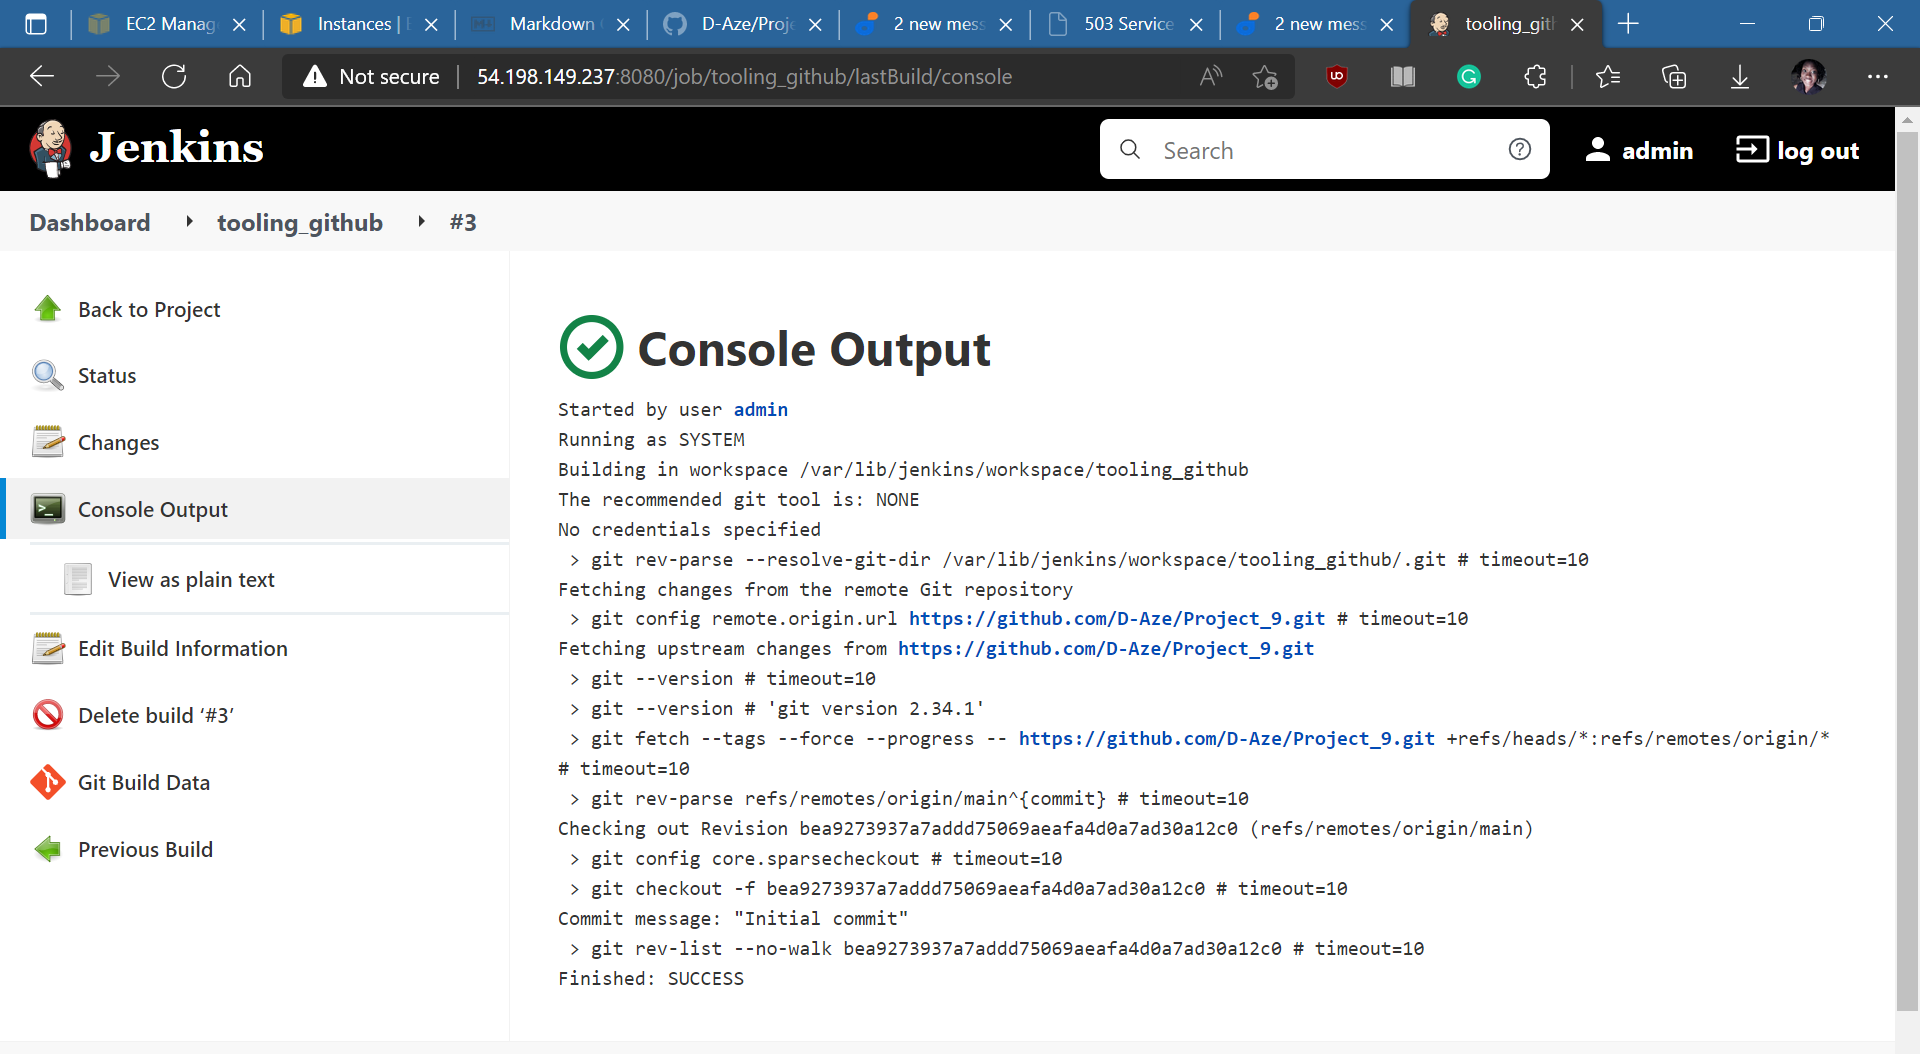 EC2 Manag
Instances |
Markdown
D-Aze/Proj
2 new mess
503 Service
2 new mess
tooling_gith
Not secure
54.198.149.237:8080/job/tooling_github/lastBuild/console
Jenkins
Search
admin
log out
Dashboard
tooling_github
#3
Back to Project
Status
Changes
Console Output
View as plain text
Edit Build Information
Delete build ‘#3’
Git Build Data
Previous Build
Console Output
Started by user admin
Running as SYSTEM
Building in workspace /var/lib/jenkins/workspace/tooling_github
The recommended git tool is: NONE
No credentials specified
> git rev-parse --resolve-git-dir /var/lib/jenkins/workspace/tooling_github/.git # timeout=10
Fetching changes from the remote Git repository
> git config remote.origin.url https://github.com/D-Aze/Project_9.git # timeout=10
Fetching upstream changes from https://github.com/D-Aze/Project_9.git
> git --version # timeout=10
> git --version # 'git version 2.34.1'
> git fetch --tags --force --progress -- https://github.com/D-Aze/Project_9.git +refs/heads/*:refs/remotes/origin/*
# timeout=10
> git rev-parse refs/remotes/origin/main^{commit} # timeout=10
Checking out Revision bea9273937a7addd75069aeafa4d0a7ad30a12c0 (refs/remotes/origin/main)
> git config core.sparsecheckout # timeout=10
> git checkout -f bea9273937a7addd75069aeafa4d0a7ad30a12c0 # timeout=10
Commit message: "Initial commit"
> git rev-list --no-walk bea9273937a7addd75069aeafa4d0a7ad30a12c0 # timeout=10
Finished: SUCCESS